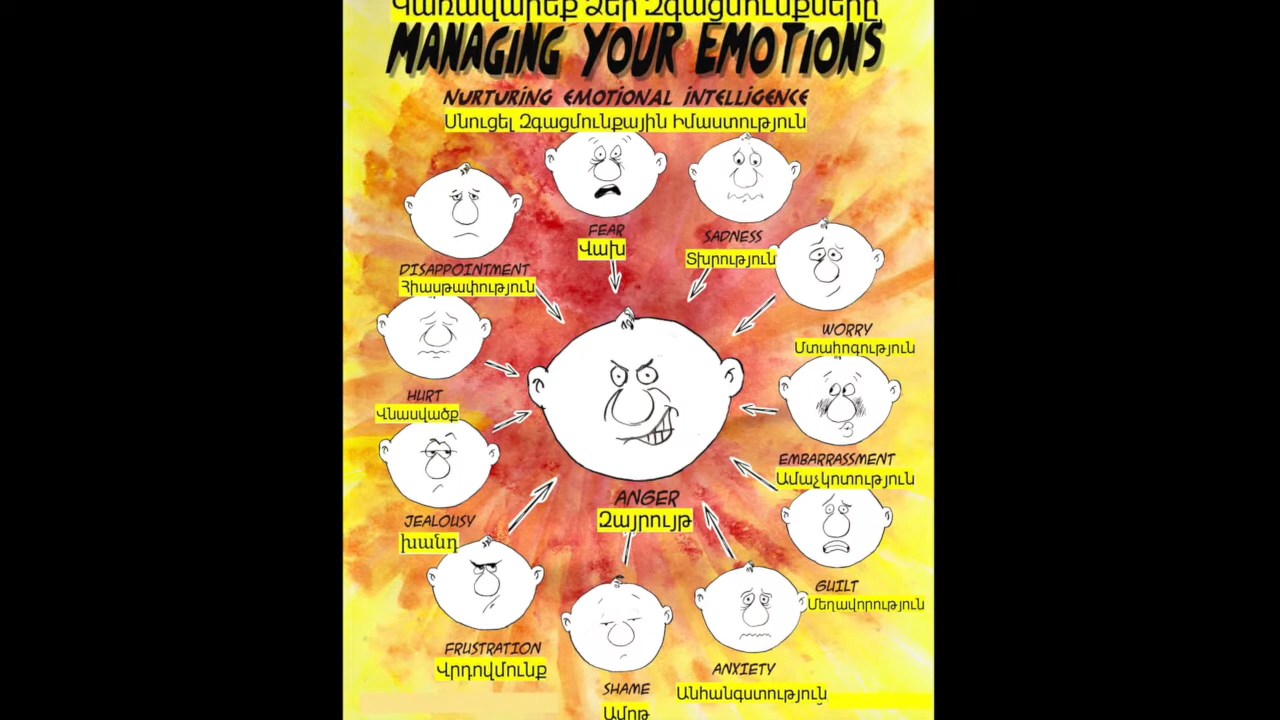 Կառավարեք Ձեր Զգացմունքները
MANAGING YOUR EMOTIONS
NURTURING EMOTIONAL INTELLIGENCE
Սնուցել Զգացմունքային Իմաստություն
FEAR
Վախ
SADNESS
Տխրություն
DISAPPOINTMENT
Հիասթափություն
WORRY
Մտահոգություն
HURT
Վնասվածք
EMBARRASSMENT
Ամաչկոտություն
ANGER
Զայրույթ
JEALOUSY
խանդ
GUILT
Մեղավորություն
FRUSTRATION
Վրդովմունք
ANXIETY
Անհանգստություն
SHAME
Ամոթ